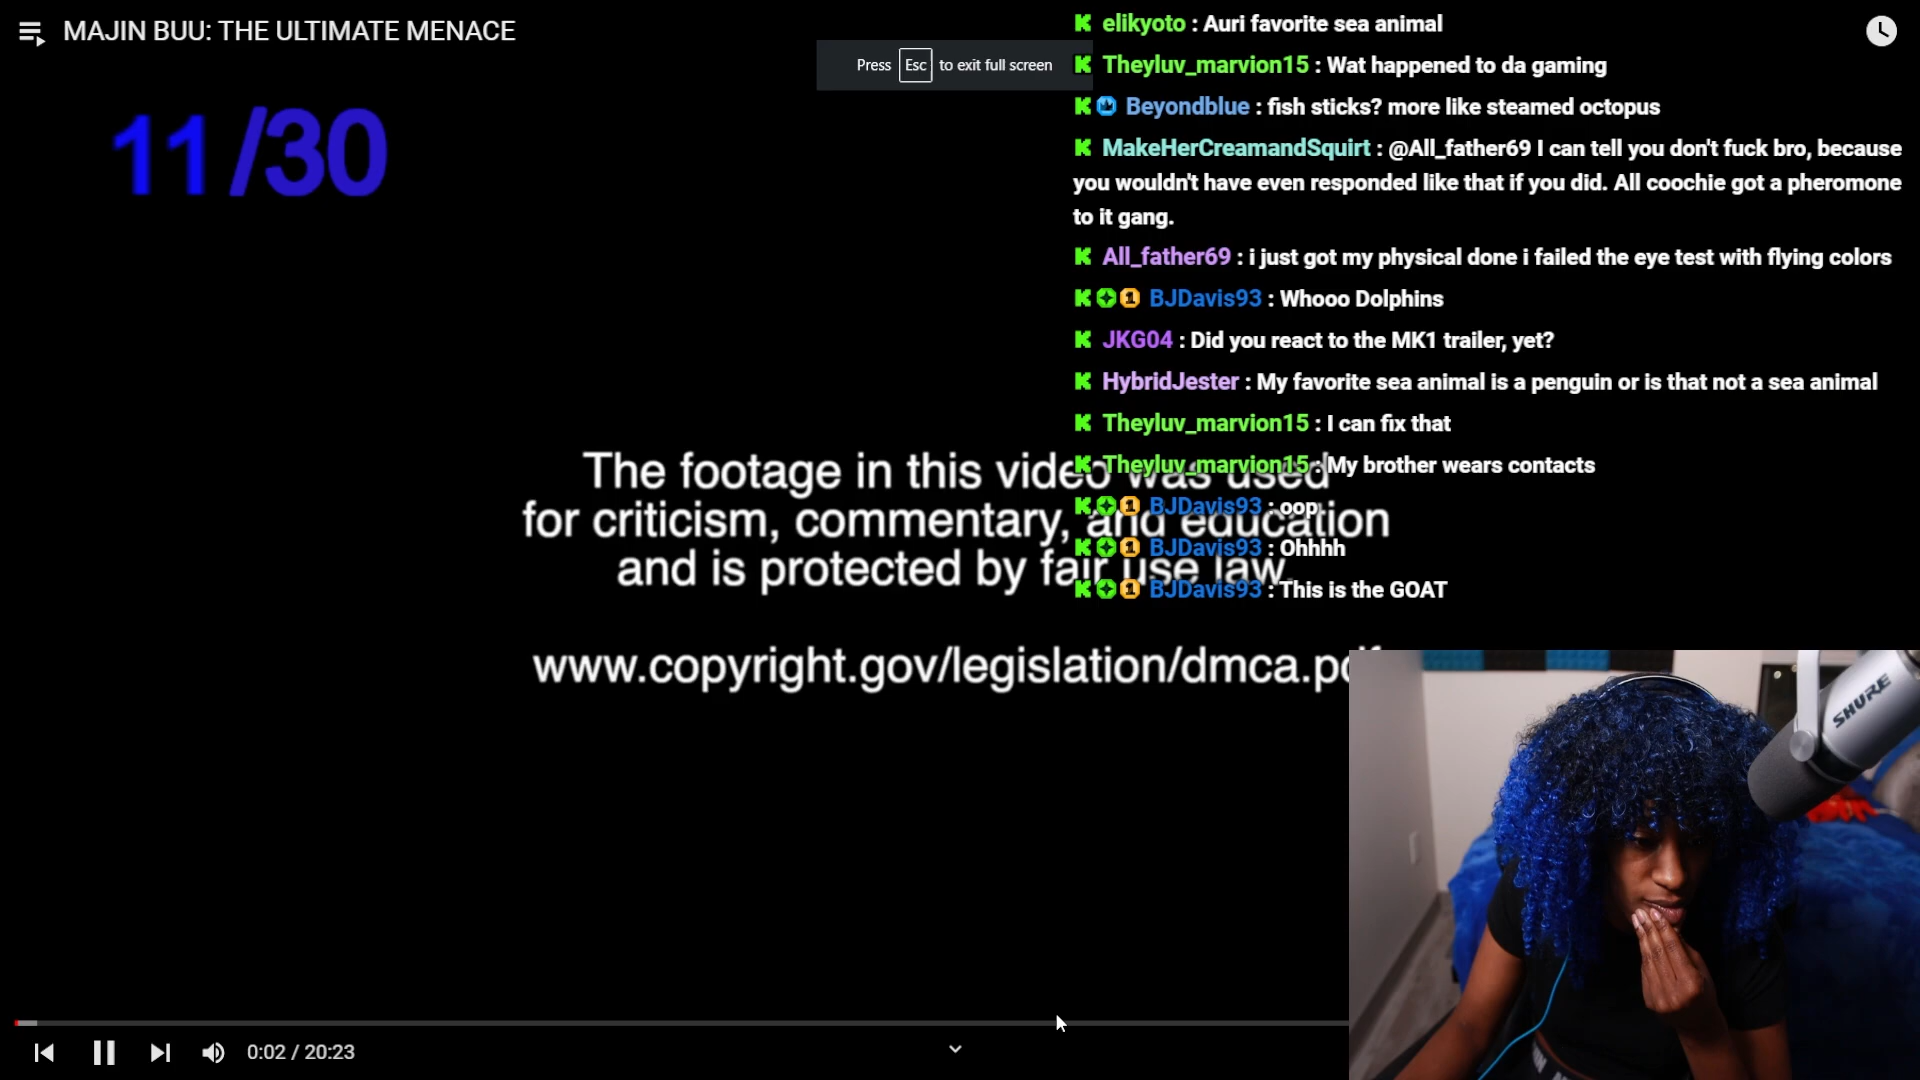 MAJIN BUU: THE ULTIMATE MENACE
Press Esc to exit full screen
11/30
elikyoto : Auri favorite sea animal
Theyluv_marvion15 : Wat happened to da gaming
Beyondblue : fish sticks? more like steamed octopus
MakeHerCreamandSquirt : @All_father69 I can tell you don't fuck bro, because
you wouldn't have even responded like that if you did. All coochie got a pheromone
to it gang.
All_father69 : i just got my physical done i failed the eye test with flying colors
BJDavis93 : Whooo Dolphins
JKG04 : Did you react to the MK1 trailer, yet?
HybridJester : My favorite sea animal is a penguin or is that not a sea animal
Theyluv_marvion15 : I can fix that
Theyluv_marvion15 : My brother wears contacts
BJDavis93 : oop
BJDavis93 : Ohhhh
BJDavis93 : This is the GOAT
The footage in this video was used
for criticism, commentary, and education
and is protected by fair use law.
www.copyright.gov/legislation/dmca.pdf
SHURE
0:02 / 20:23